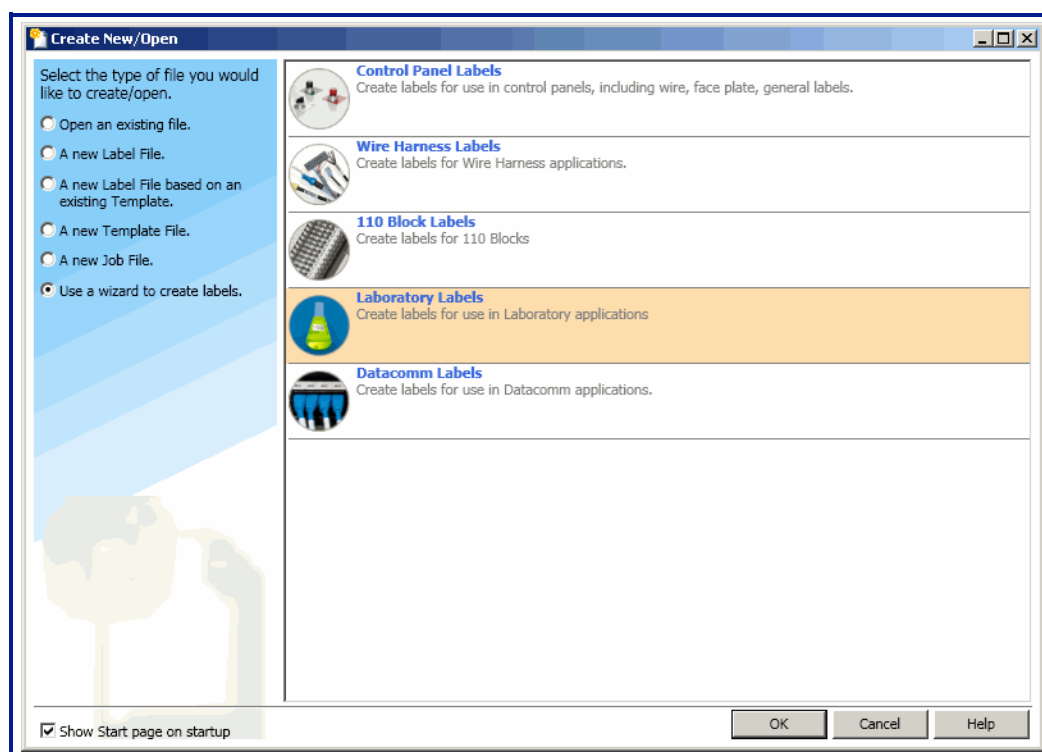 Create New/Open
Select the type of file you would
like to create/open.
Open an existing file.
A new Label File.
A new Label File based on an
existing Template.
A new Template File.
A new Job File.
Use a wizard to create labels.
Control Panel Labels
Create labels for use in control panels, including wire, face plate, general labels.
Wire Harness Labels
Create labels for Wire Harness applications.
110 Block Labels
Create labels for 110 Blocks
Laboratory Labels
Create labels for use in Laboratory applications
Datacomm Labels
Create labels for use in Datacomm applications.
Show Start page on startup
OK
Cancel
Help